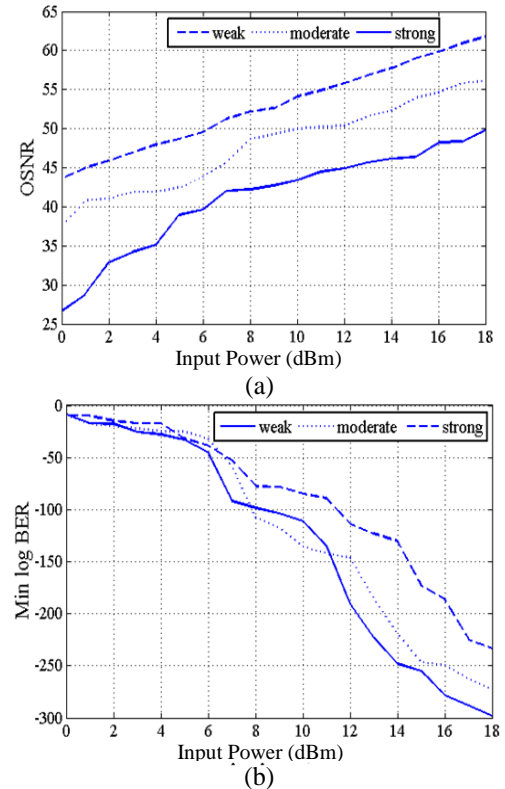 65
60
55
50
45
40
35
30
25
OSNR
weak moderate strong
0 2 4 6 8 10 12 14 16 18
Input Power (dBm)
(a)
0
-50
-100
-150
-200
-250
-300
Min log BER
weak moderate strong
0 2 4 6 8 10 12 14 16 18
Input Power (dBm)
(b)